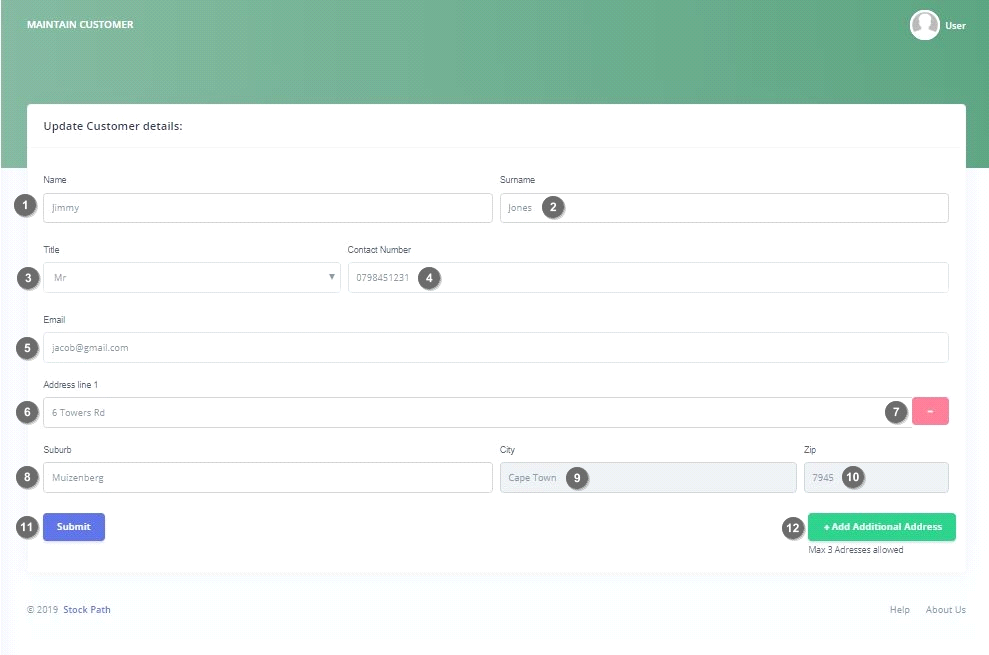 MAINTAIN CUSTOMER
User
Update Customer details:
Name
Surname
1
Jimmy
Jones
2
Title
Contact Number
3
Mr
0798451231
4
Email
5
jacob@gmail.com
Address line 1
6
6 Towers Rd
7
-
Suburb
City
Zip
8
Muizenberg
Cape Town
9
7945
10
11
Submit
12
+ Add Additional Address
Max 3 Adresses allowed
© 2019 Stock Path
Help
About Us